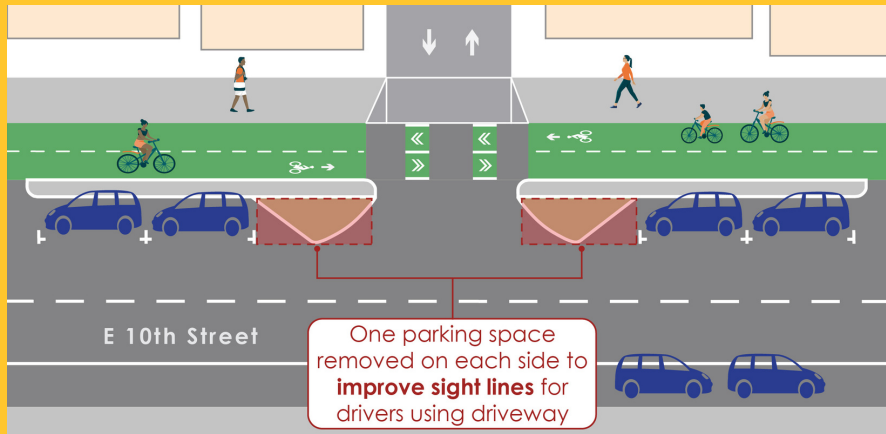 E 10th Street
One parking space
removed on each side to
improve sight lines for
drivers using driveway